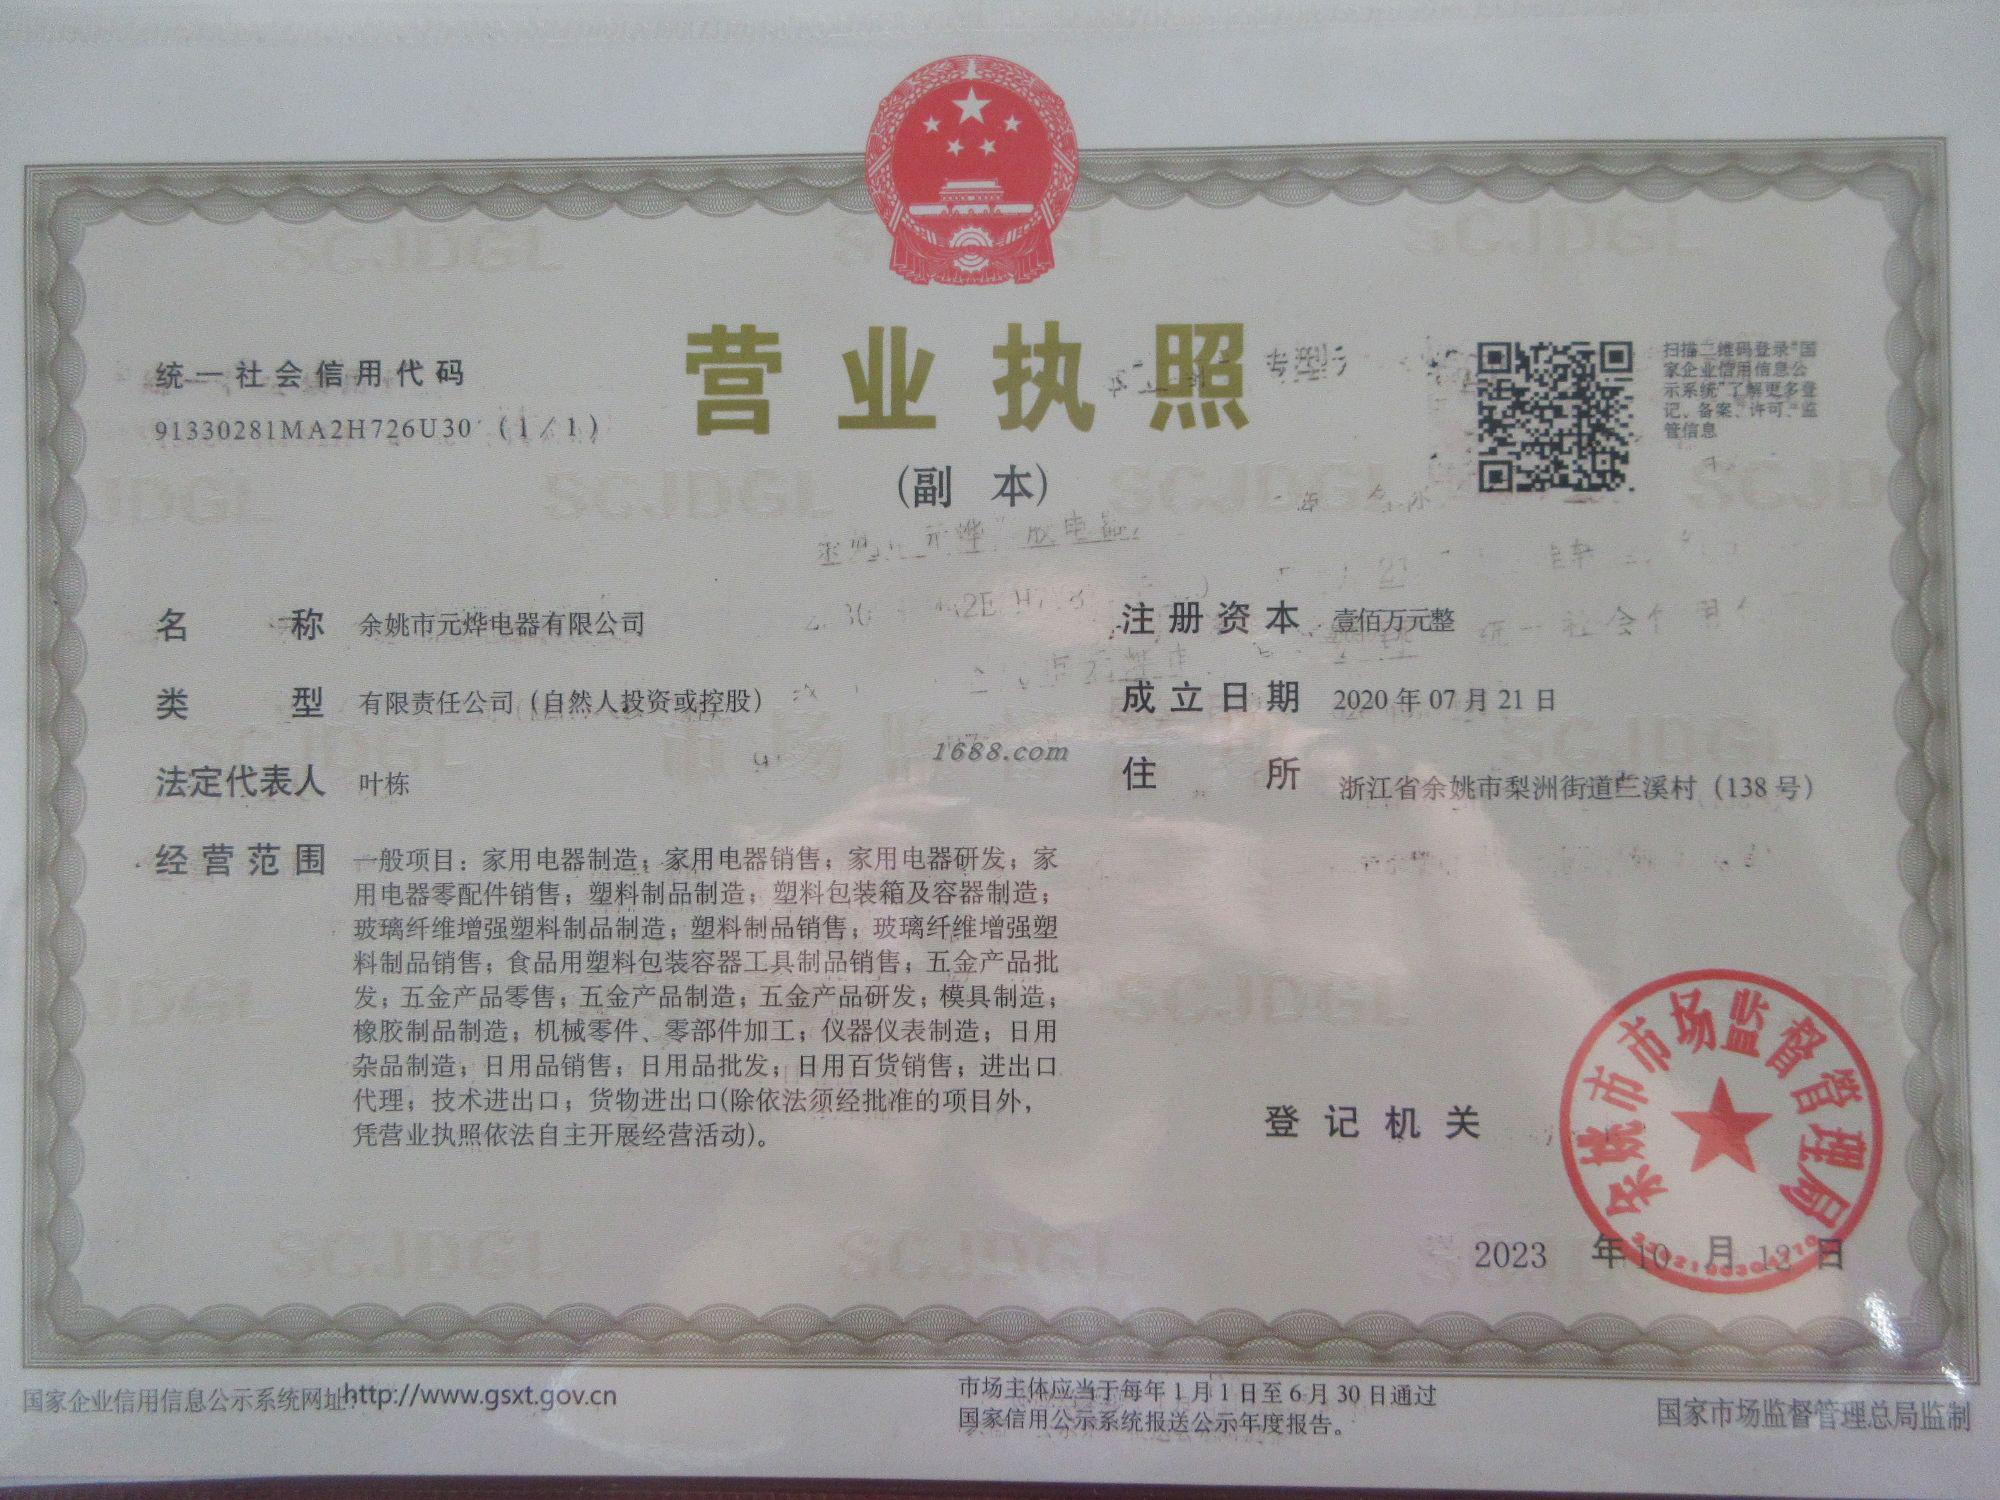 统一社会信用代码
91330281MA2H726U30（1／1）
营业执照
(副 本)
扫描二维码登录"国
家企业信用信息公
示系统"了解更多登
记、备案、许可、监
管信息
名 称 余姚市元烨电器有限公司
类 型 有限责任公司（自然人投资或控股）
法定代表人 叶栋
经营范围 一般项目：家用电器制造；家用电器销售；家用电器研发；家
用电器零配件销售；塑料制品制造；塑料包装箱及容器制造；
玻璃纤维增强塑料制品制造；塑料制品销售；玻璃纤维增强塑
料制品销售；食品用塑料包装容器工具制品销售；五金产品批
发；五金产品零售；五金产品制造；五金产品研发；模具制造；
橡胶制品制造；机械零件、零部件加工；仪器仪表制造；日用
杂品制造；日用品销售；日用品批发；日用百货销售；进出口
代理；技术进出口；货物进出口(除依法须经批准的项目外，
凭营业执照依法自主开展经营活动)。
注册资本 壹佰万元整
成立日期 2020年07月21日
住 所 浙江省余姚市梨洲街道兰溪村（138号）
1688.com
登记机关
余姚市市场监督管理局
2023 年10 月 12 日
国家企业信用信息公示系统网址：http://www.gsxt.gov.cn
市场主体应当于每年1月1日至6月30日通过
国家信用公示系统报送公示年度报告。
国家市场监督管理总局监制